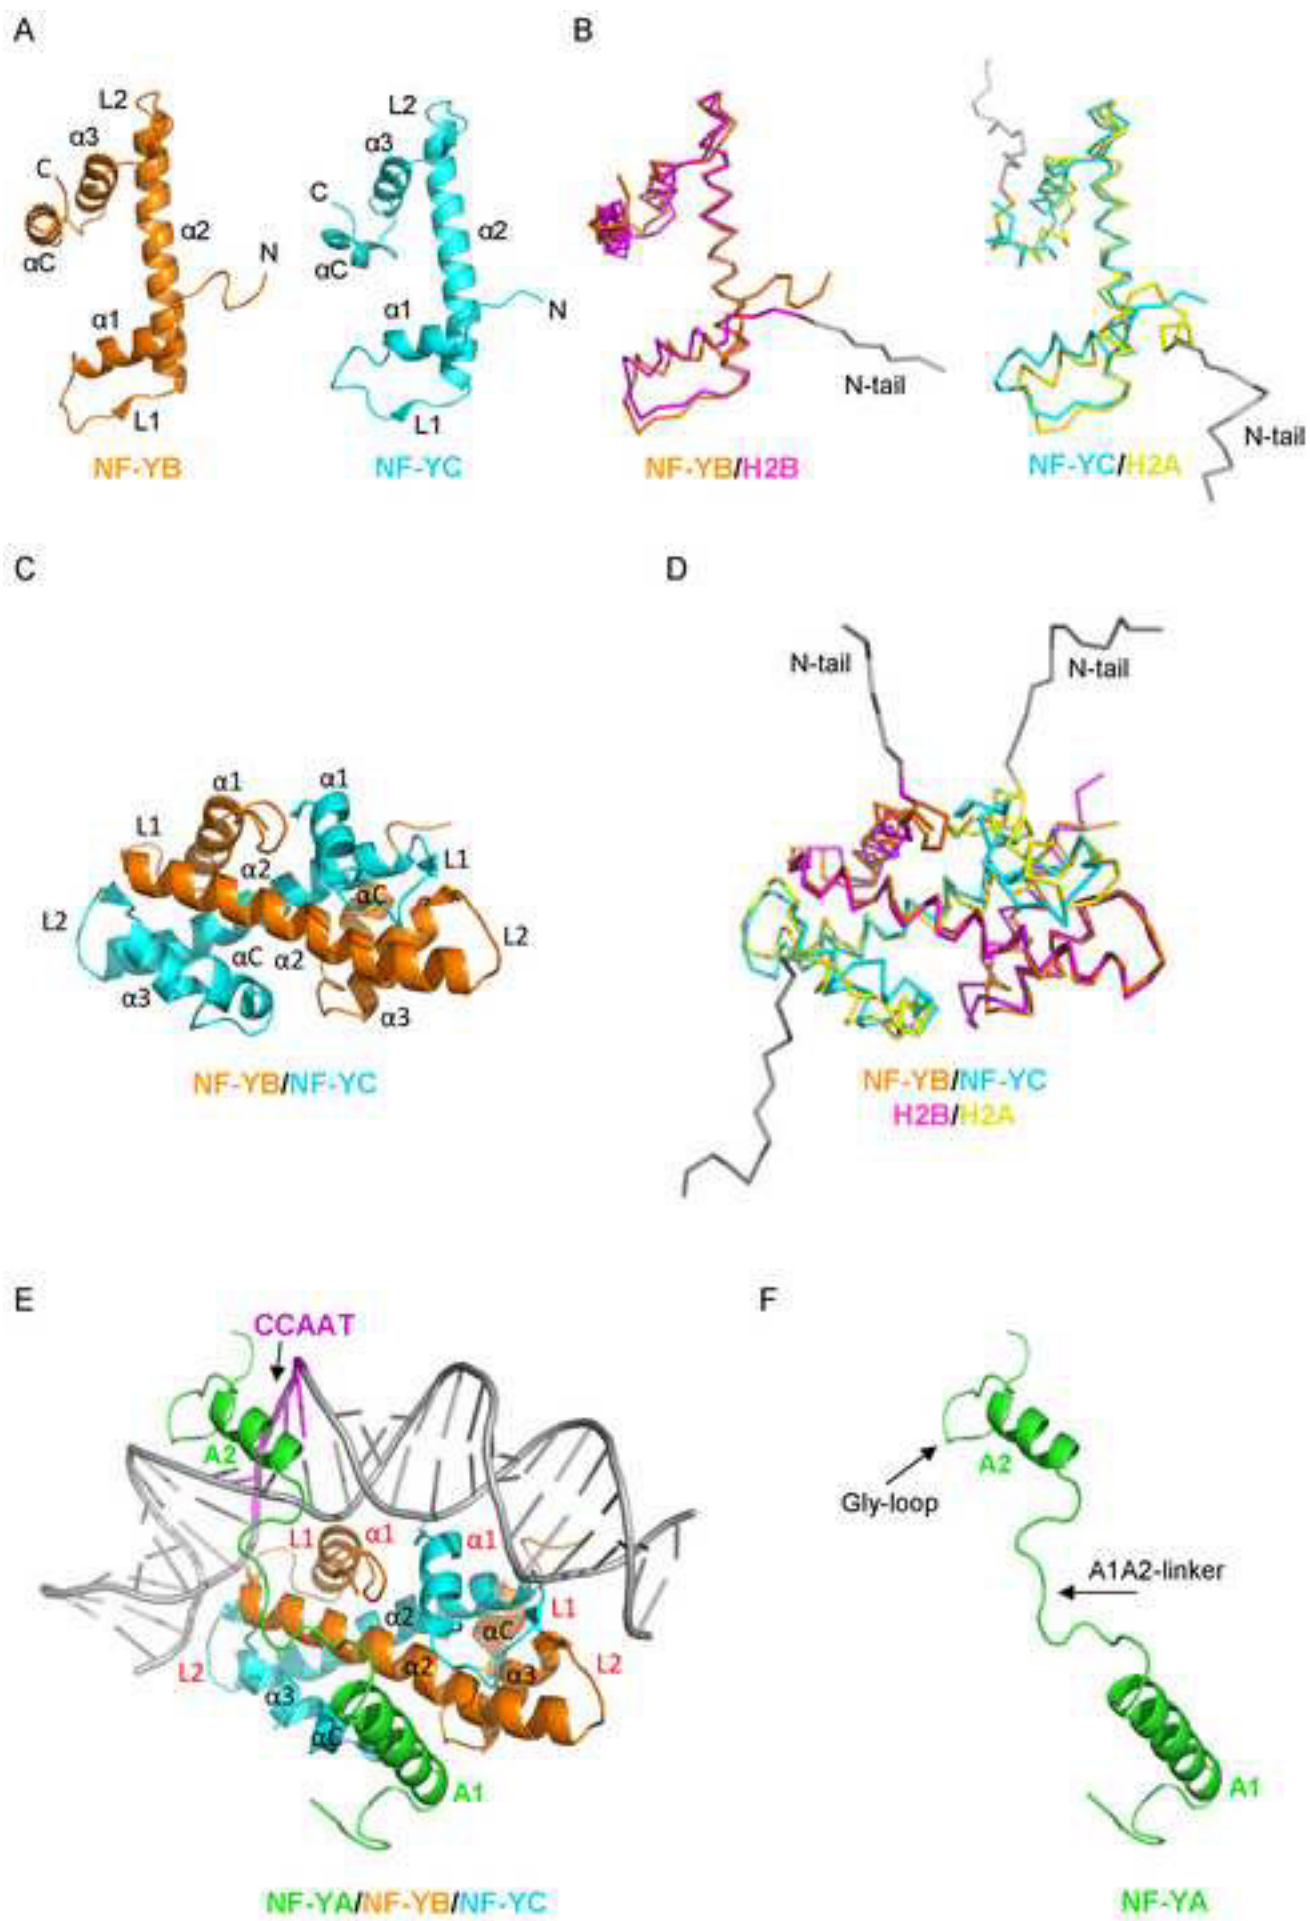 A
B
L2
α3
C
αC
α2
N
α1
L1
NF-YB
L2
α3
C
αC
α2
N
α1
L1
NF-YC
N-tail
NF-YB/H2B
N-tail
NF-YC/H2A
C
D
α1
α1
L1
α2
L1
αC
L2
αC
α2
L2
α3
α3
NF-YB/NF-YC
N-tail
N-tail
NF-YB/NF-YC
H2B/H2A
E
F
CCAAT
A2
L1
α1
α1
α2
L1
αC
L2
α2
α3
L2
α3
αC
A1
NF-YA/NF-YB/NF-YC
A2
Gly-loop
A1A2-linker
A1
NF-YA